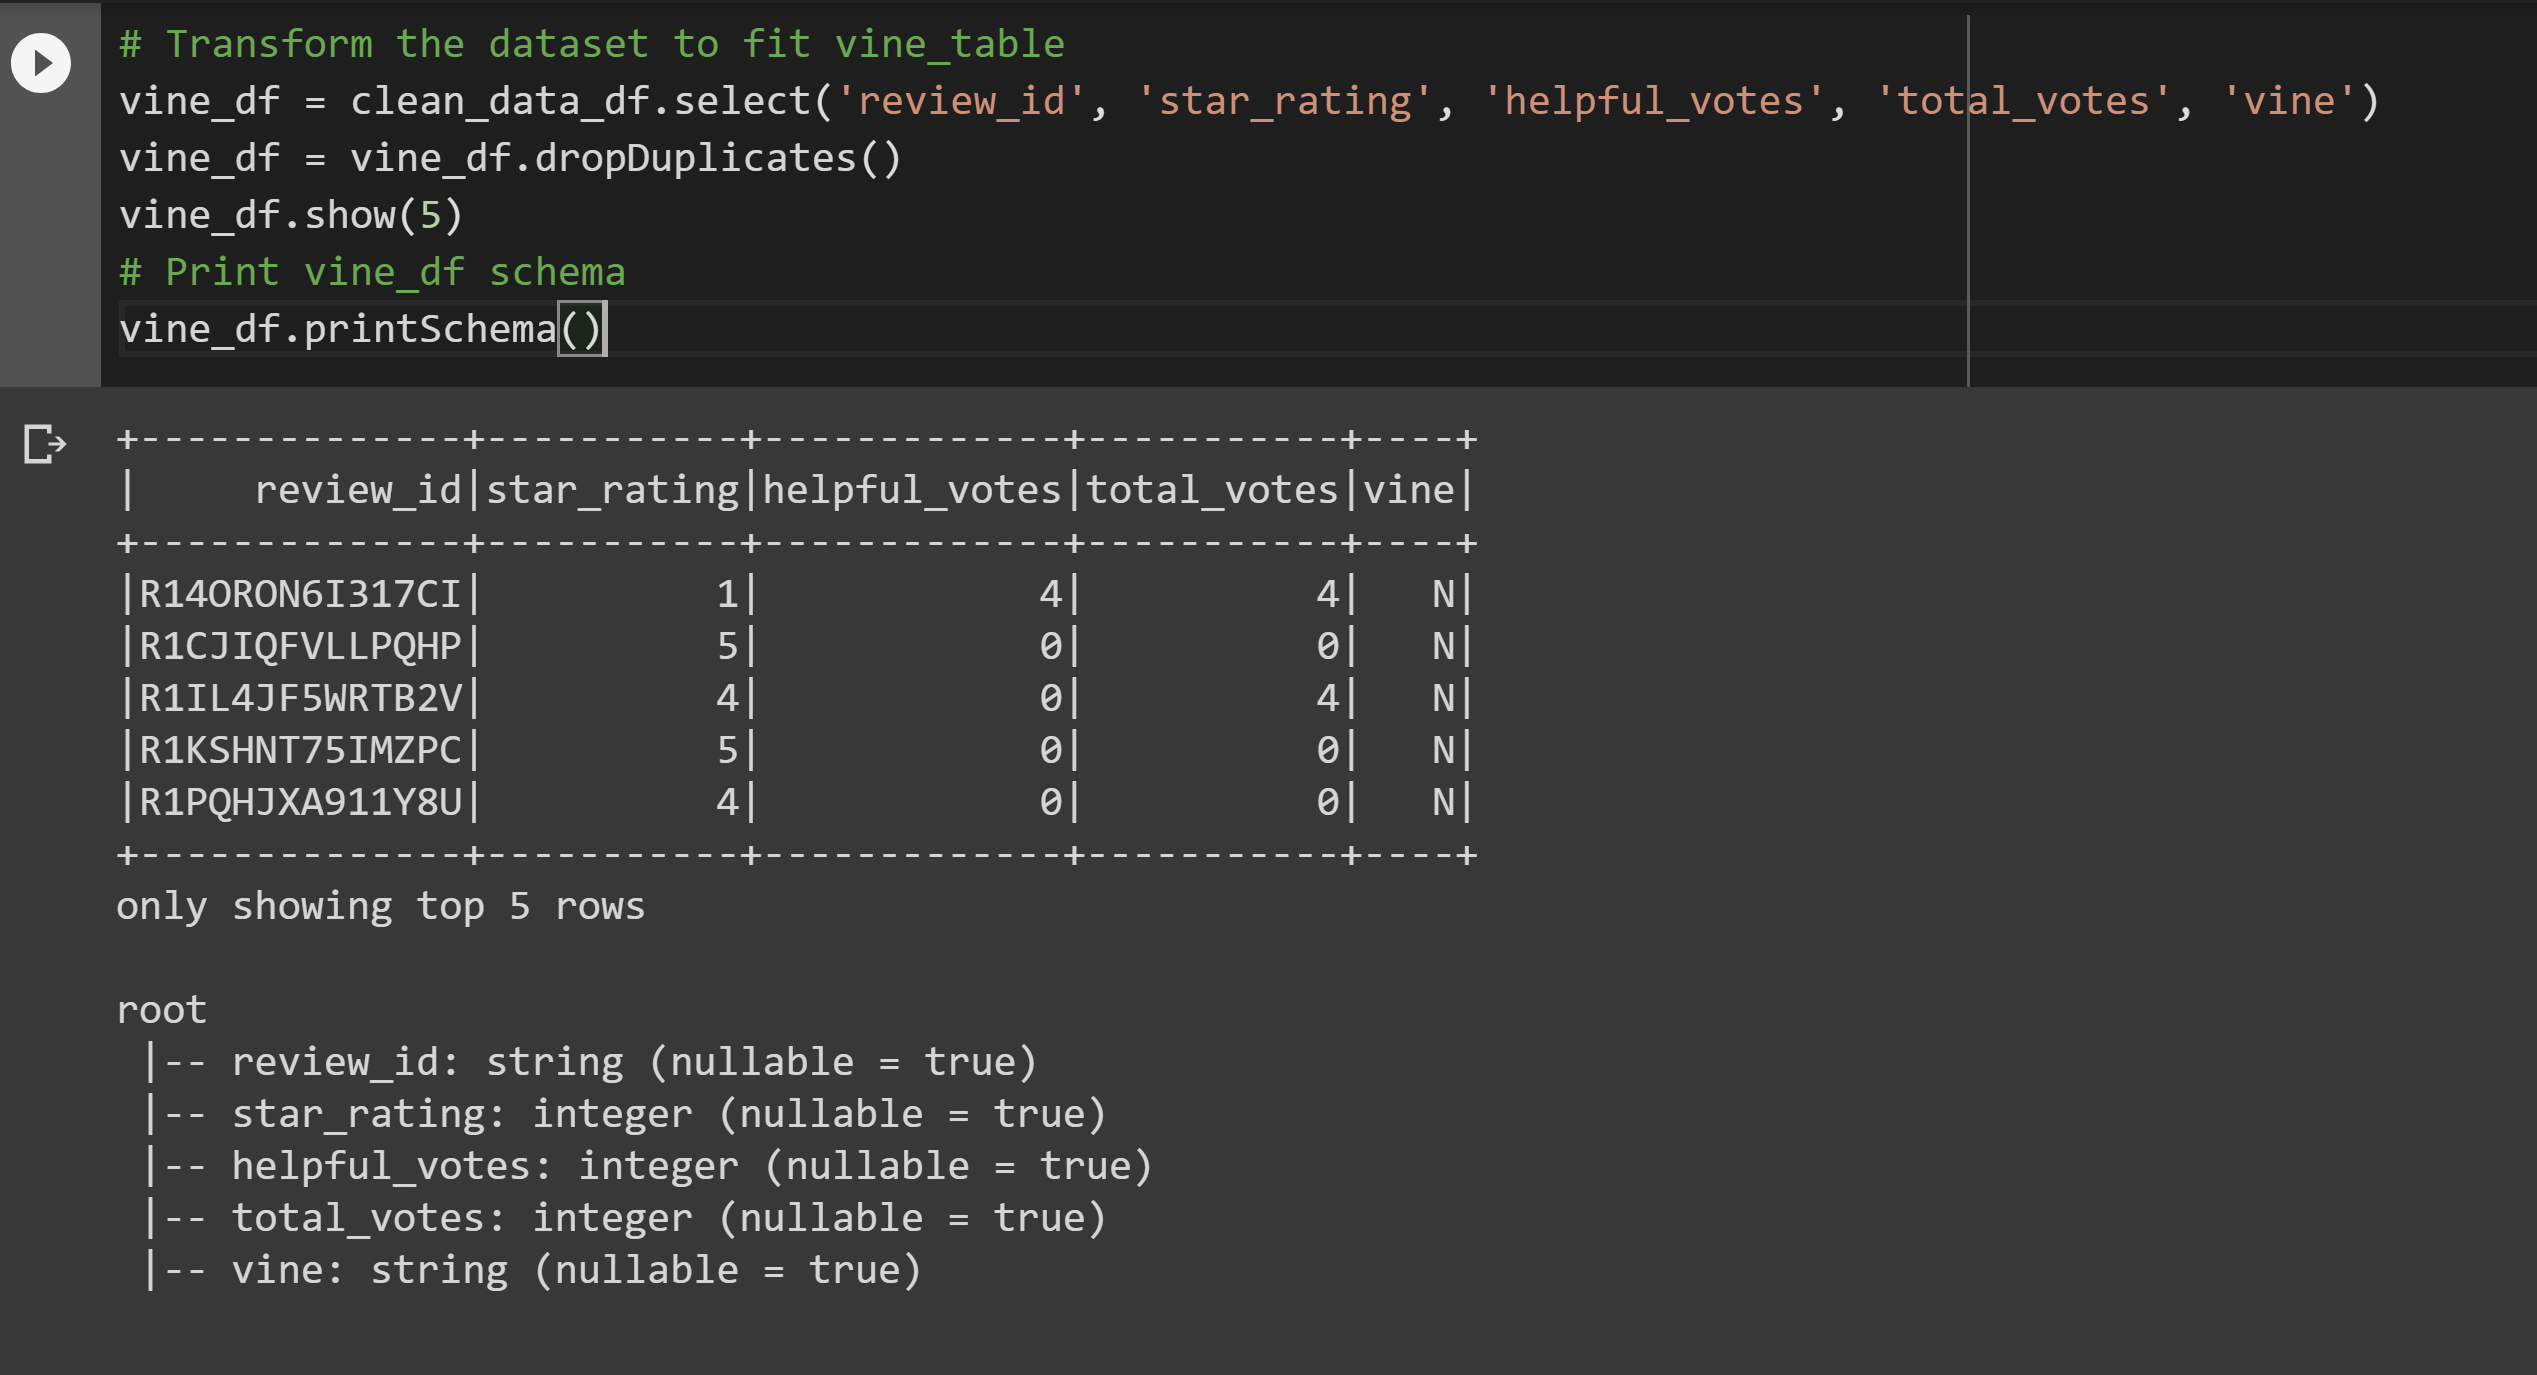 # Transform the dataset to fit vine_table
vine_df = clean_data_df.select('review_id', 'star_rating', 'helpful_votes', 'total_votes', 'vine')
vine_df = vine_df.dropDuplicates()
vine_df.show(5)
# Print vine_df schema
vine_df.printSchema()
+--------------+-----------+-------------+-----------+----+
|     review_id|star_rating|helpful_votes|total_votes|vine|
+--------------+-----------+-------------+-----------+----+
|R14ORON6I317CI|          1|            4|          4|   N|
|R1CJIQFVLLPQHP|          5|            0|          0|   N|
|R1IL4JF5WRTB2V|          4|            0|          4|   N|
|R1KSHNT75IMZPC|          5|            0|          0|   N|
|R1PQHJXA911Y8U|          4|            0|          0|   N|
+--------------+-----------+-------------+-----------+----+
only showing top 5 rows
root
 |-- review_id: string (nullable = true)
 |-- star_rating: integer (nullable = true)
 |-- helpful_votes: integer (nullable = true)
 |-- total_votes: integer (nullable = true)
 |-- vine: string (nullable = true)